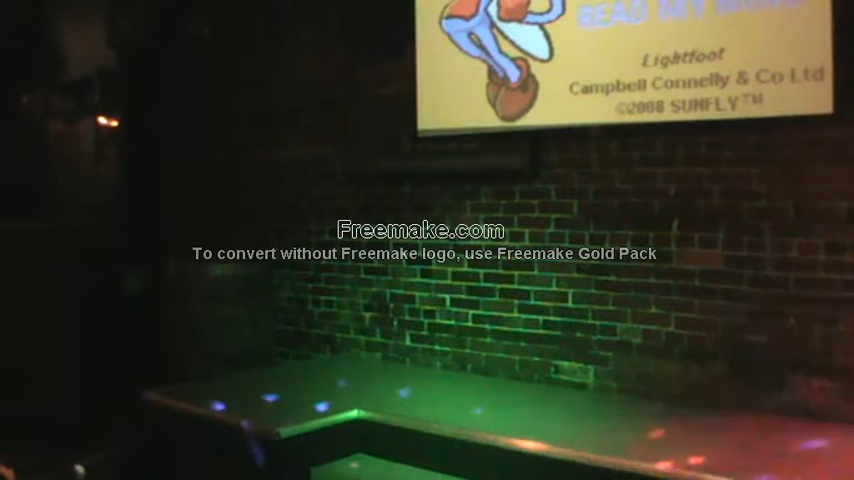 READ MY MIND
Lightfoot
Campbell Connelly & Co Ltd
©2008 SUNFLY™
Freemake.com
To convert without Freemake logo, use Freemake Gold Pack